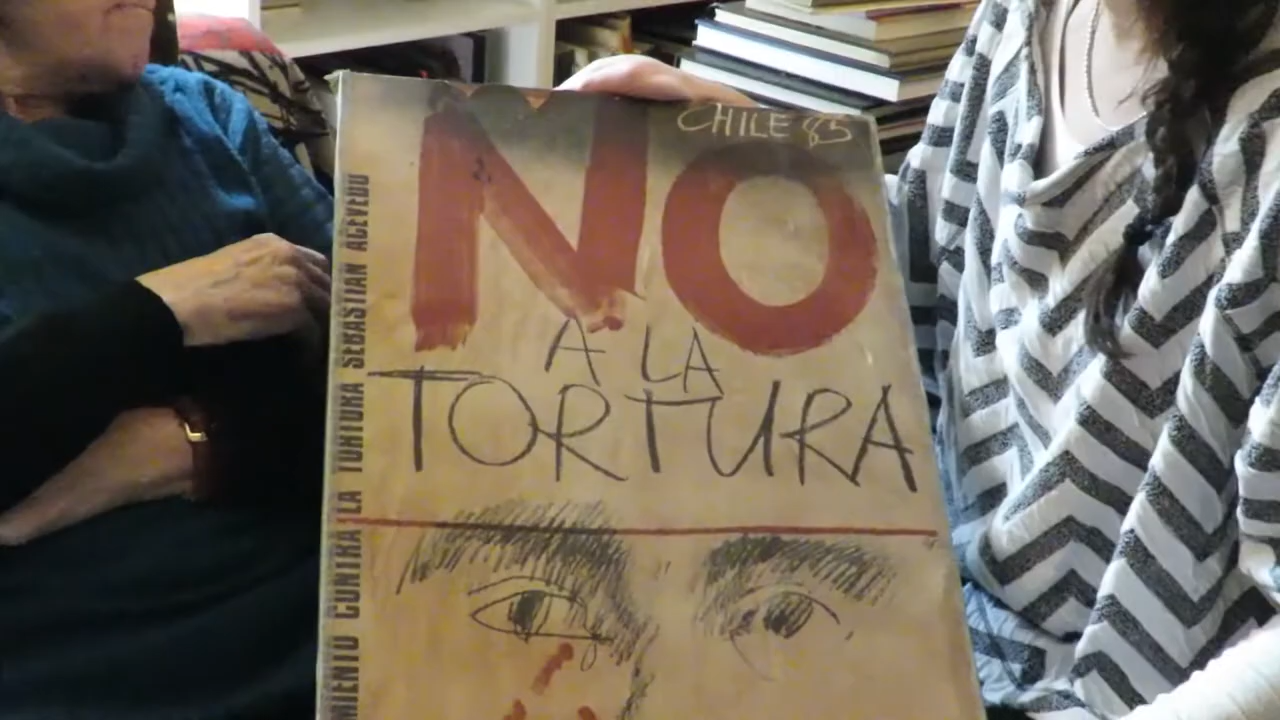 CHILE 85
NO
A LA
TORTURA
MIENTO CONTRA LA TORTURA SEBASTIAN ACEVEDO